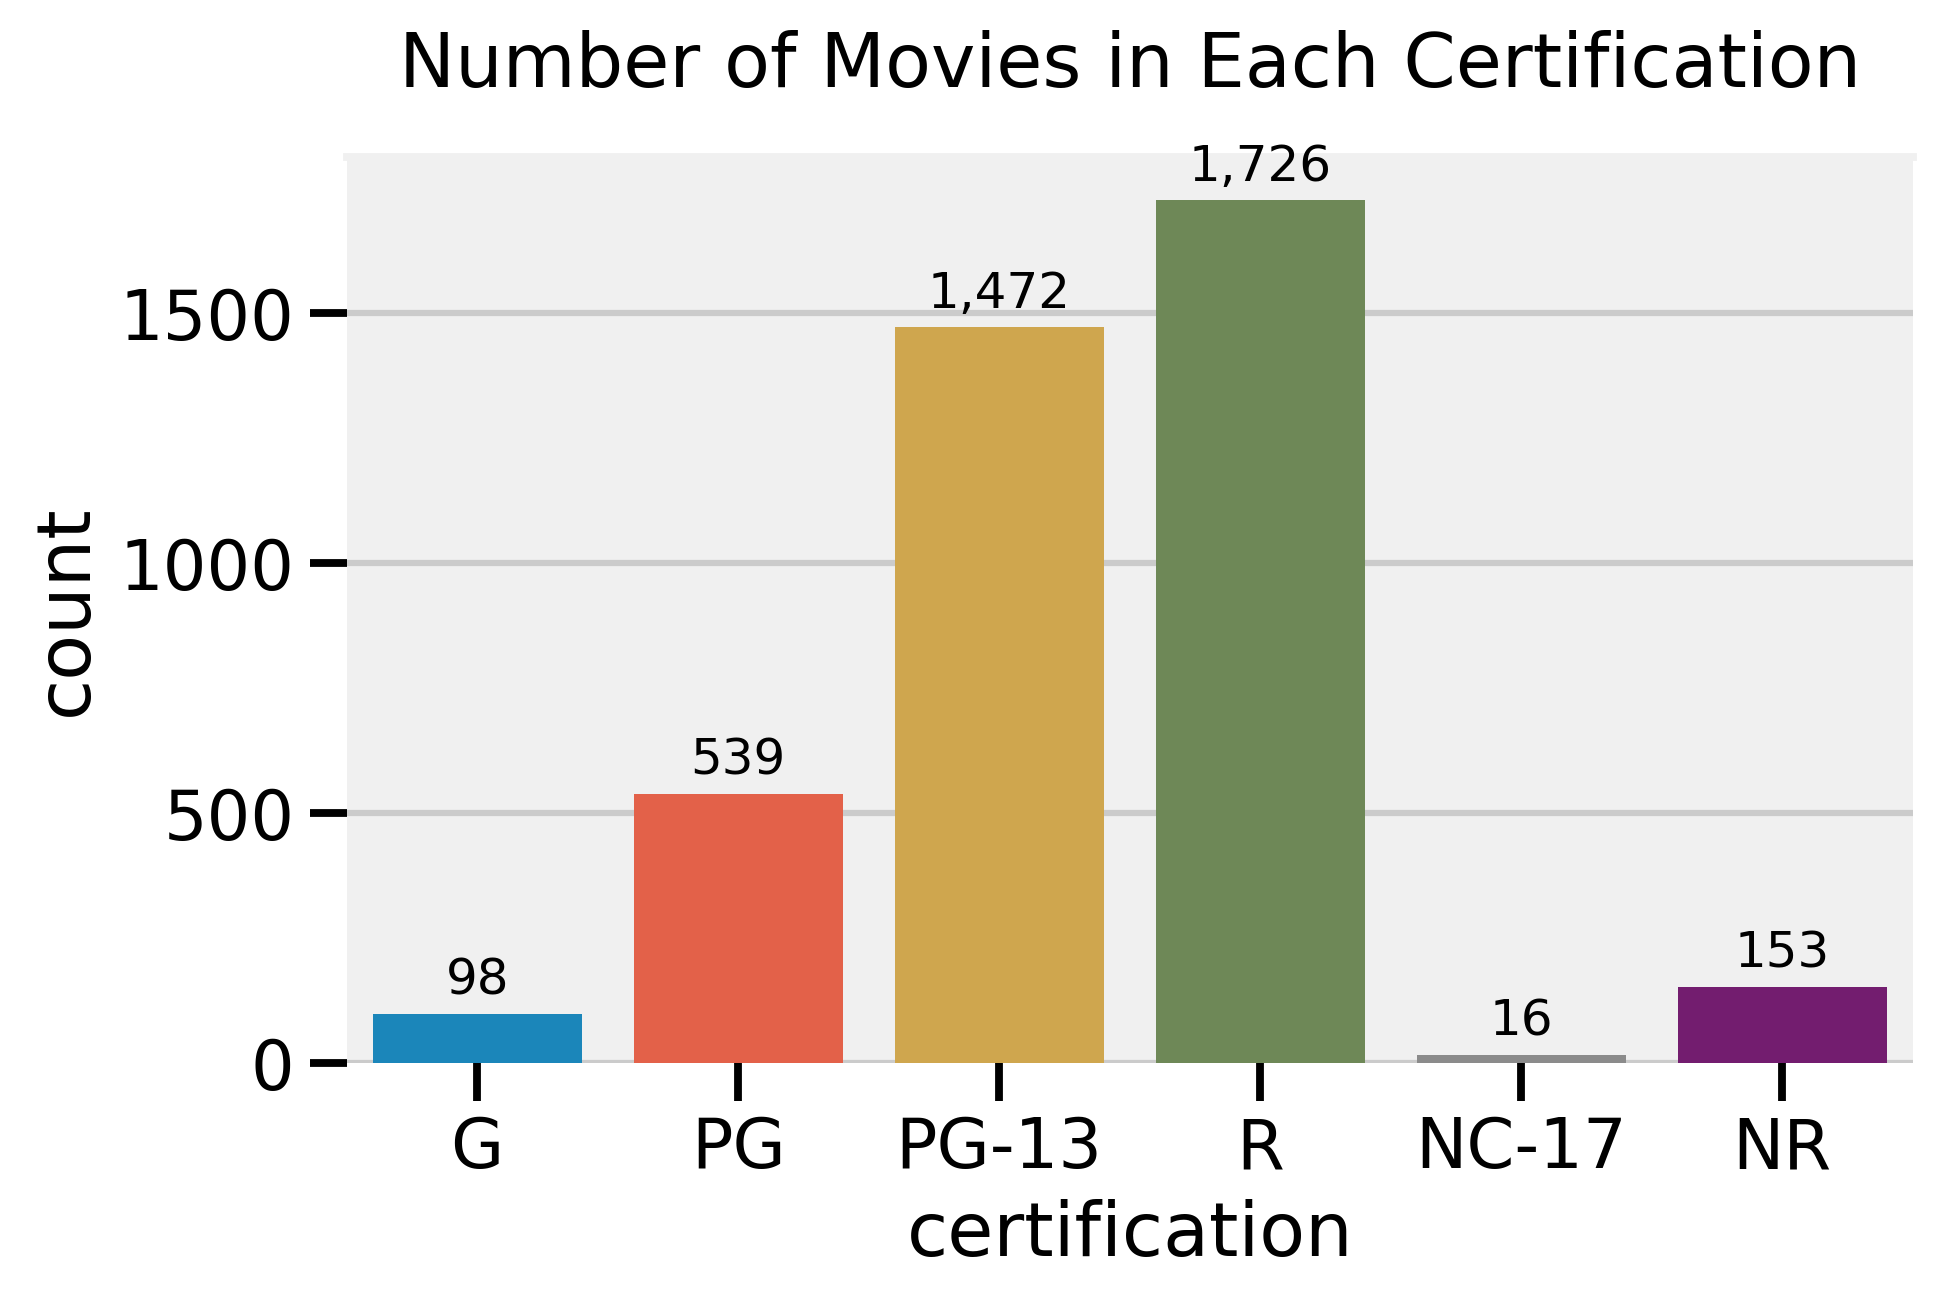 Number of Movies in Each Certification
1,726
1,472
1500
1000
539
500
98
16
153
0
G PG PG-13 R NC-17 NR
certification
count